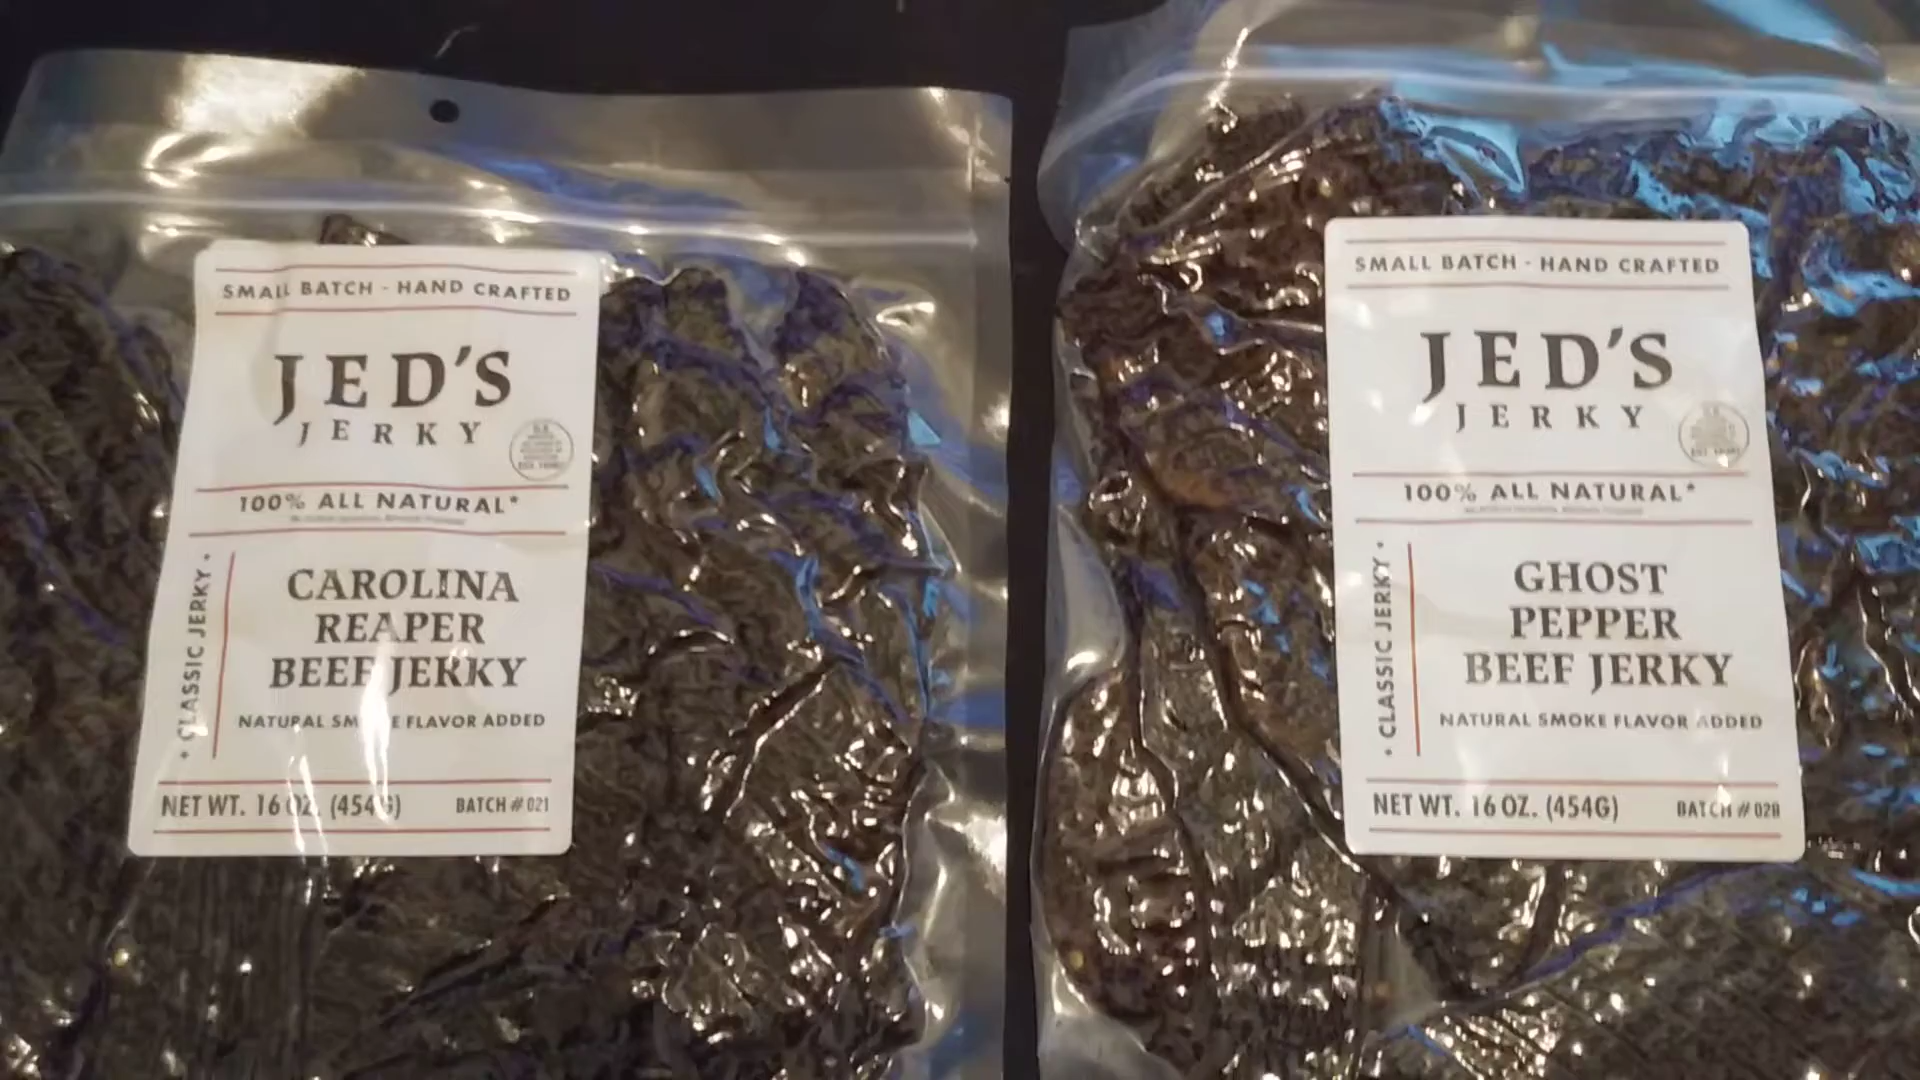 SMALL BATCH - HAND CRAFTED
JED'S
JERKY
100% ALL NATURAL*
• CLASSIC JERKY •
CAROLINA
REAPER
BEEF JERKY
NATURAL SMOKE FLAVOR ADDED
NET WT. 16 OZ. (454G)
BATCH # 021
SMALL BATCH - HAND CRAFTED
JED'S
JERKY
100% ALL NATURAL*
• CLASSIC JERKY •
GHOST
PEPPER
BEEF JERKY
NATURAL SMOKE FLAVOR ADDED
NET WT. 16 OZ. (454G)
BATCH # 028